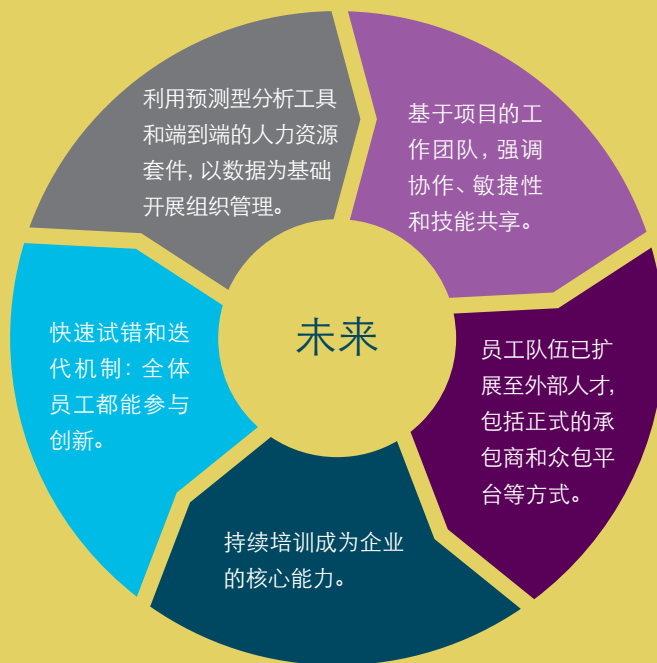 利用预测型分析工具
和端到端的人力资源
套件, 以数据为基础
开展组织管理。
基于项目的工
作团队, 强调
协作、敏捷性
和技能共享。
未来
快速试错和迭
代机制: 全体
员工都能参与
创新。
员工队伍已扩
展至外部人才,
包括正式的承
包商和众包平
台等方式。
持续培训成为企业
的核心能力。